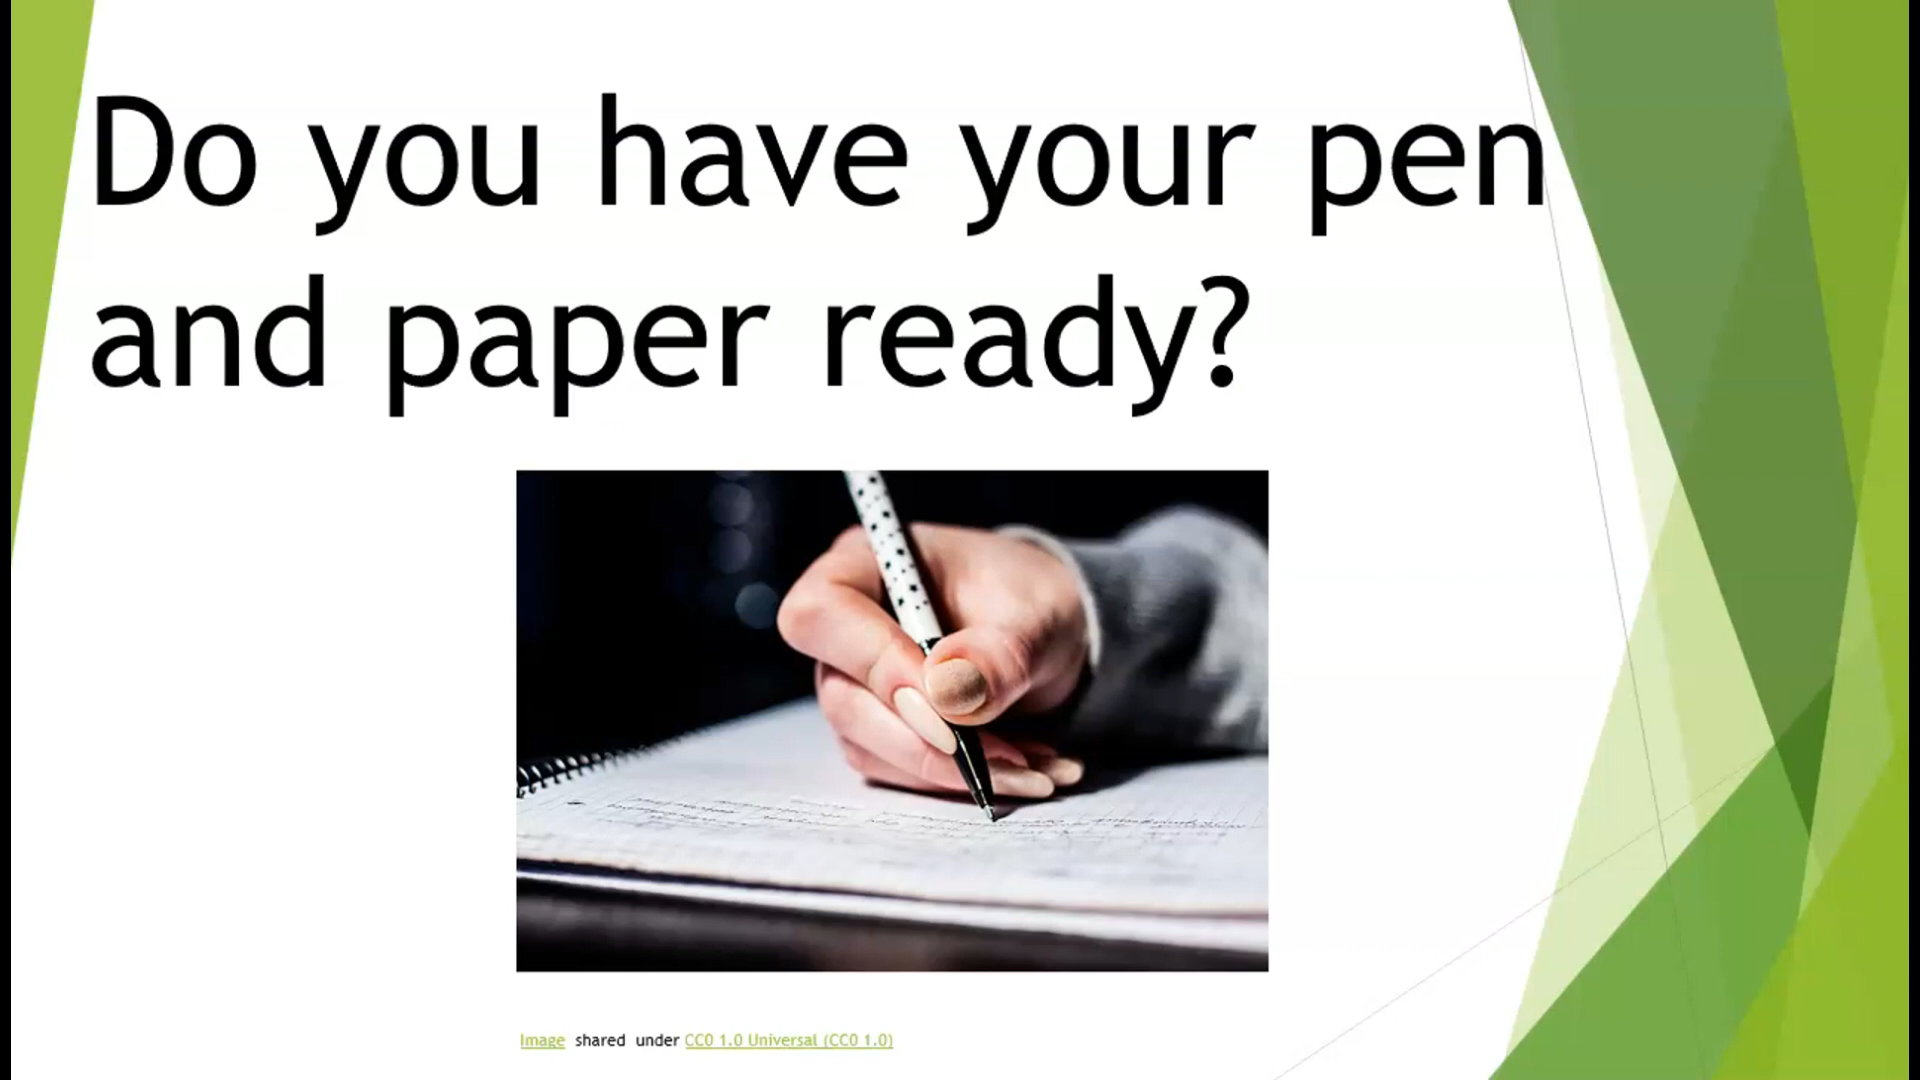 Do you have your pen
and paper ready?
Image shared under CC0 1.0 Universal (CC0 1.0)